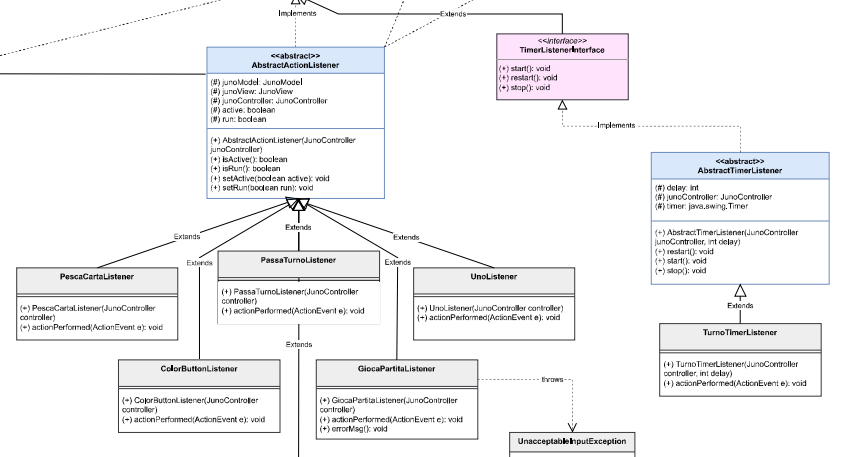 Implements
Extends
<<abstract>>
AbstractActionListener
(#) junoModel: JunoModel
(#) junoView: JunoView
(#) junoController: JunoController
(#) active: boolean
(#) run: boolean
(+) AbstractActionListener(JunoController
junoController)
(+) isActive(): boolean
(+) isRun(): boolean
(+) setActive(boolean active): void
(+) setRun(boolean run): void
<<interface>>
TimerListenerInterface
(+) start(): void
(+) restart(): void
(+) stop(): void
Implements
<<abstract>>
AbstractTimerListener
(#) delay: int
(#) junoController: JunoController
(#) timer: java.swing.Timer
(+) AbstractTimerListener(JunoController
junoController, int delay)
(+) restart(): void
(+) start(): void
(+) stop(): void
Extends
Extends
Extends
Extends
Extends
PescaCartaListener
(+) PescaCartaListener(JunoController
controller)
(+) actionPerformed(ActionEvent e): void
PassaTurnoListener
(+) PassaTurnoListener(JunoController
controller)
(+) actionPerformed(ActionEvent e): void
UnoListener
(+) UnoListener(JunoController controller)
(+) actionPerformed(ActionEvent e): void
Extends
TurnoTimerListener
(+) TurnoTimerListener(JunoController
controller, int delay)
(+) actionPerformed(ActionEvent e): void
Extends
ColorButtonListener
(+) ColorButtonListener(JunoController
controller)
(+) actionPerformed(ActionEvent e): void
GiocaPartitaListener
(+) GiocaPartitaListener(JunoController
controller)
(+) actionPerformed(ActionEvent e): void
(+) errorMsg(): void
throws
UnacceptableInputException